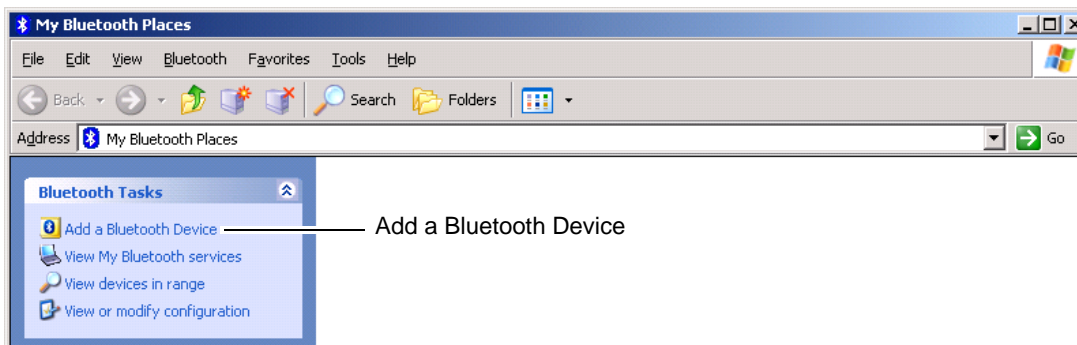 My Bluetooth Places
File Edit View Bluetooth Favorites Tools Help
Back Search Folders
Address My Bluetooth Places Go
Bluetooth Tasks
Add a Bluetooth Device Add a Bluetooth Device
View My Bluetooth services
View devices in range
View or modify configuration